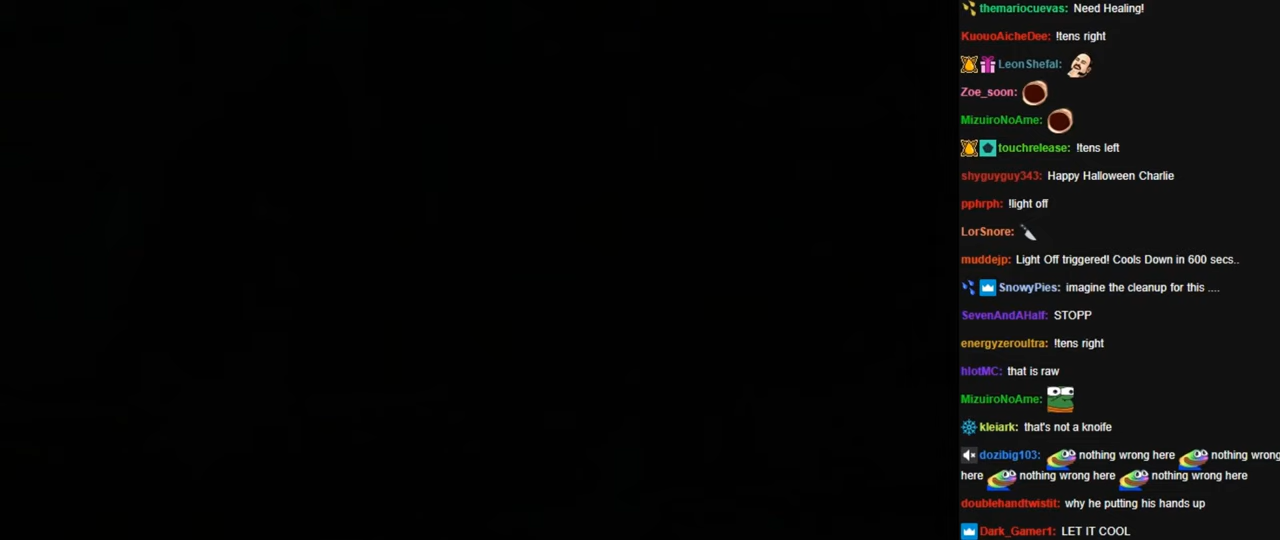 themariocuevas: Need Healing!
KuouoAicheDee: !tens right
LeonShefal:
Zoe_soon:
MizuiroNoAme:
touchrelease: !tens left
shyguyguy343: Happy Halloween Charlie
pphrph: !light off
LorSnore:
muddejp: Light Off triggered! Cools Down in 600 secs..
SnowyPies: imagine the cleanup for this ....
SevenAndAHalf: STOPP
energyzeroultra: !tens right
hlotMC: that is raw
MizuiroNoAme:
kleiark: that's not a knoife
dozibig103: nothing wrong here nothing wrong
here nothing wrong here nothing wrong here
doublehandtwistit: why he putting his hands up
Dark_Gamer1: LET IT COOL